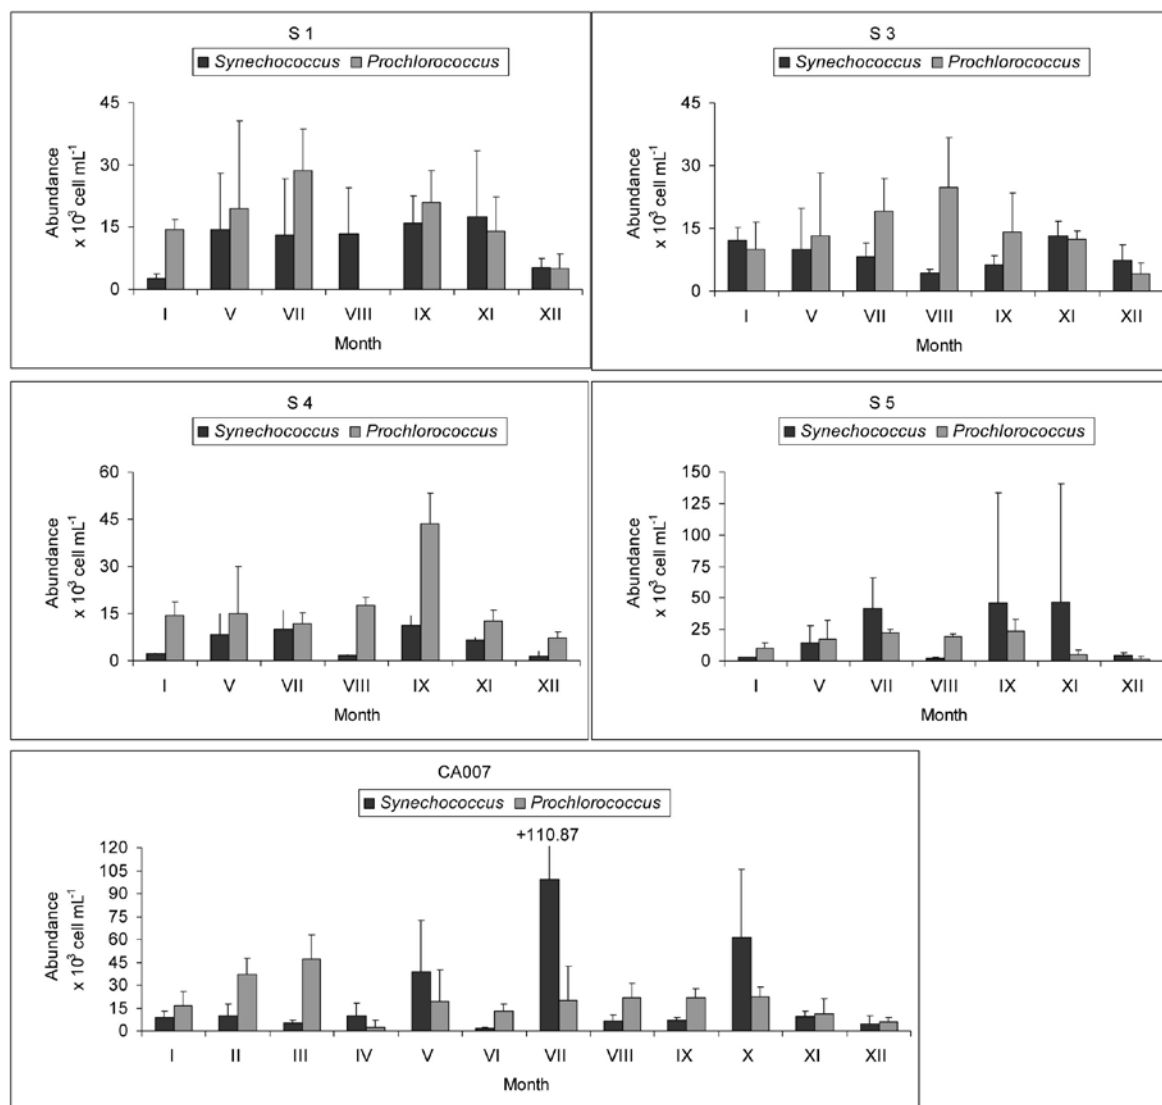 S 1
Synechococcus Prochlorococcus
Abundance
x 10³ cell mL⁻¹
45
30
15
0
I V VII VIII IX XI XII
Month
S 3
Synechococcus Prochlorococcus
Abundance
x 10³ cell mL⁻¹
45
30
15
0
I V VII VIII IX XI XII
Month
S 4
Synechococcus Prochlorococcus
Abundance
x 10³ cell mL⁻¹
60
45
30
15
0
I V VII VIII IX XI XII
Month
S 5
Synechococcus Prochlorococcus
Abundance
x 10³ cell mL⁻¹
150
125
100
75
50
25
0
I V VII VIII IX XI XII
Month
CA007
Synechococcus Prochlorococcus
+110.87
Abundance
x 10³ cell mL⁻¹
120
105
90
75
60
45
30
15
0
I II III IV V VI VII VIII IX X XI XII
Month